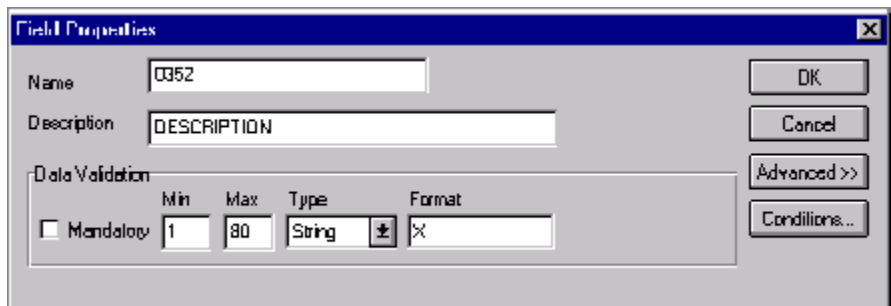 Field Properties
Name 0352 OK
Description DESCRIPTION Cancel
Data Validation Advanced >>
Min Max Type Format
Mandatory 1 80 String X Conditions...